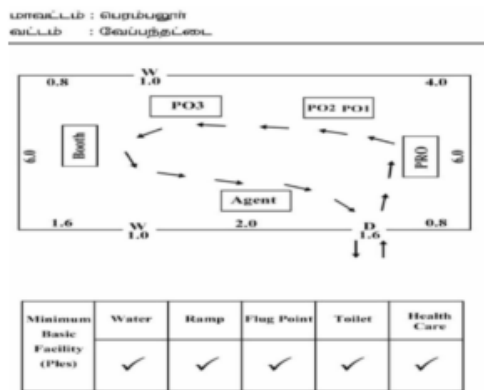 மாவட்டம் : பெரம்பலூர்
வட்டம் : வேப்பந்தட்டை
W
0.8 1.0 4.0
PO3 PO2 PO1
6.0 Booth PRO 6.0
Agent
1.6 W 2.0 D 0.8
1.0 1.6
Minimum Basic Facility (Ples) Water Ramp Flug Point Toilet Health Care